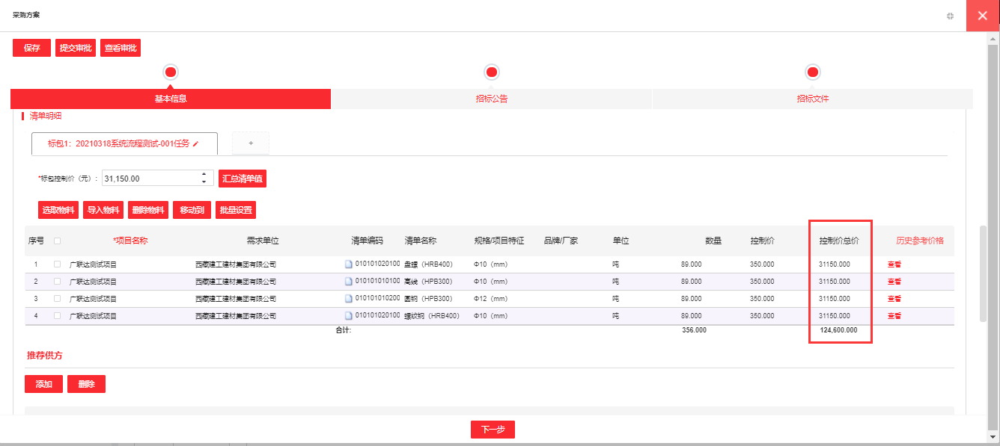 采购方案
保存 提交审批 查看审批
基本信息 招标公告 招标文件
清单明细
标包1：20210318系统流程测试-001任务 +
*标包控制价（元）: 31,150.00 汇总清单值
选取物料 导入物料 删除物料 移动到 批量设置
序号 *项目名称 需求单位 清单编码 清单名称 规格/项目特征 品牌/厂家 单位 数量 控制价 控制价总价 历史参考价格
1 广联达测试项目 西藏建工建材集团有限公司 010101020100 盘螺（HRB400） Φ10（mm） 吨 89.000 350.000 31150.000 查看
2 广联达测试项目 西藏建工建材集团有限公司 010101010100 高线（HPB300） Φ10（mm） 吨 89.000 350.000 31150.000 查看
3 广联达测试项目 西藏建工建材集团有限公司 010101010200 圆钢（HPB300） Φ12（mm） 吨 89.000 350.000 31150.000 查看
4 广联达测试项目 西藏建工建材集团有限公司 010101020100 螺纹钢（HRB400） Φ10（mm） 吨 89.000 350.000 31150.000 查看
合计: 356.000 124,600.000
推荐供方
添加 删除
下一步